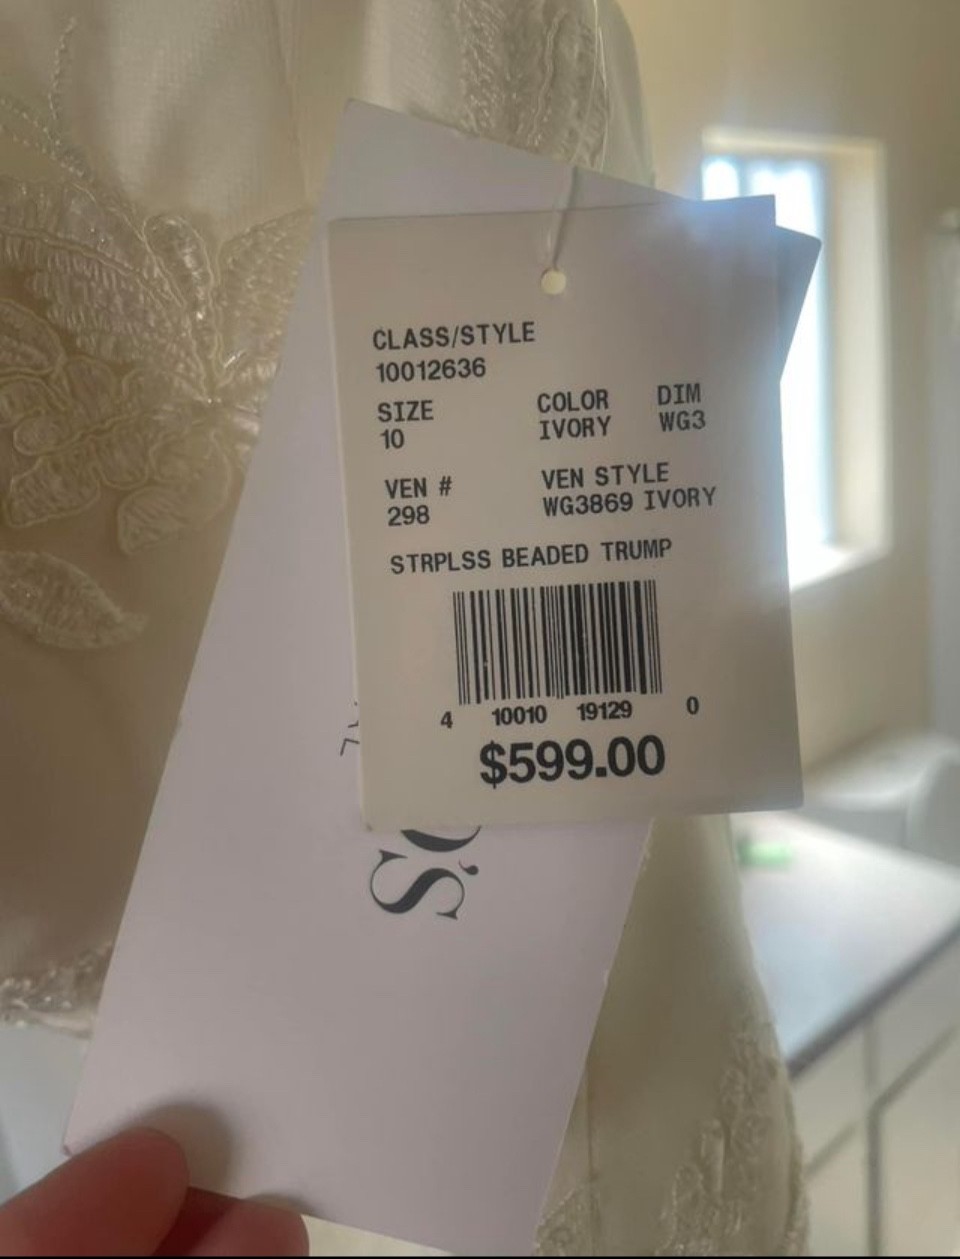 CLASS/STYLE
10012636
SIZE COLOR DIM
10 IVORY WG3
VEN # VEN STYLE
298 WG3869 IVORY
STRPLSS BEADED TRUMP
4 10010 19129 0
$599.00
'S